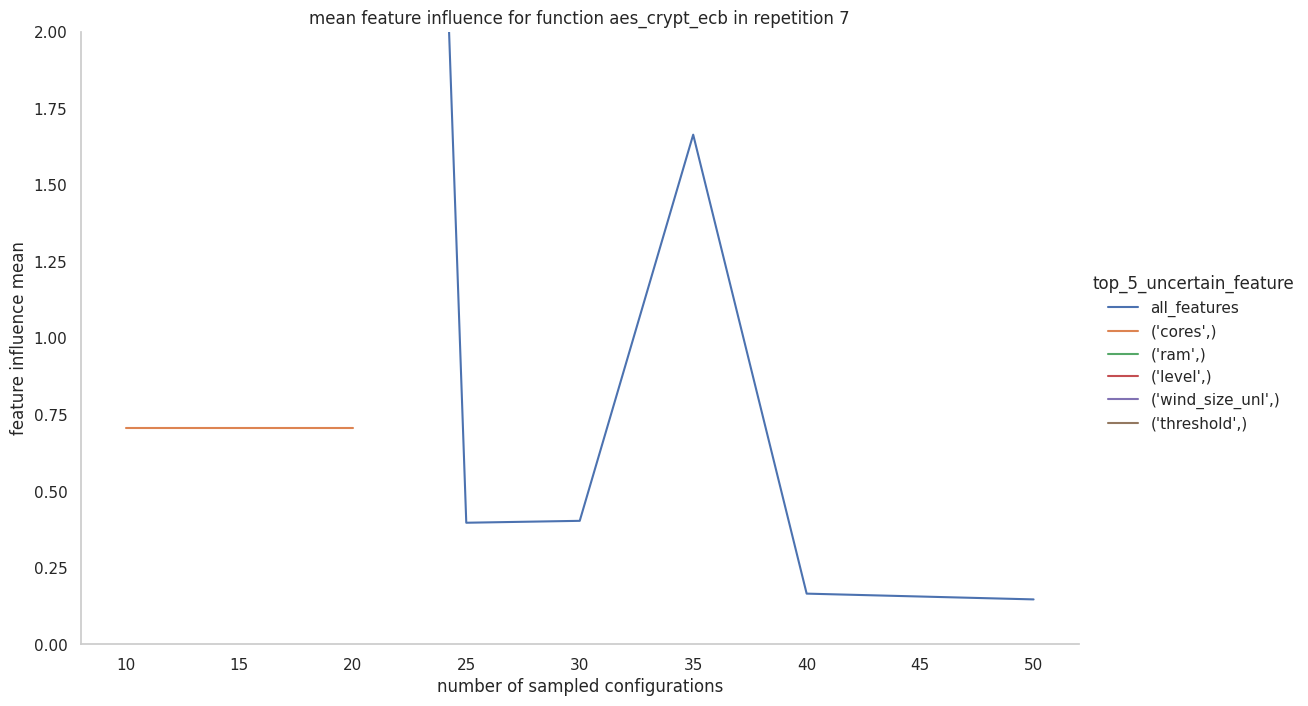 mean feature influence for function aes_crypt_ecb in repetition 7
feature influence mean
2.00
1.75
1.50
1.25
1.00
0.75
0.50
0.25
0.00
10 15 20 25 30 35 40 45 50
number of sampled configurations
top_5_uncertain_feature
all_features
('cores',)
('ram',)
('level',)
('wind_size_unl',)
('threshold',)